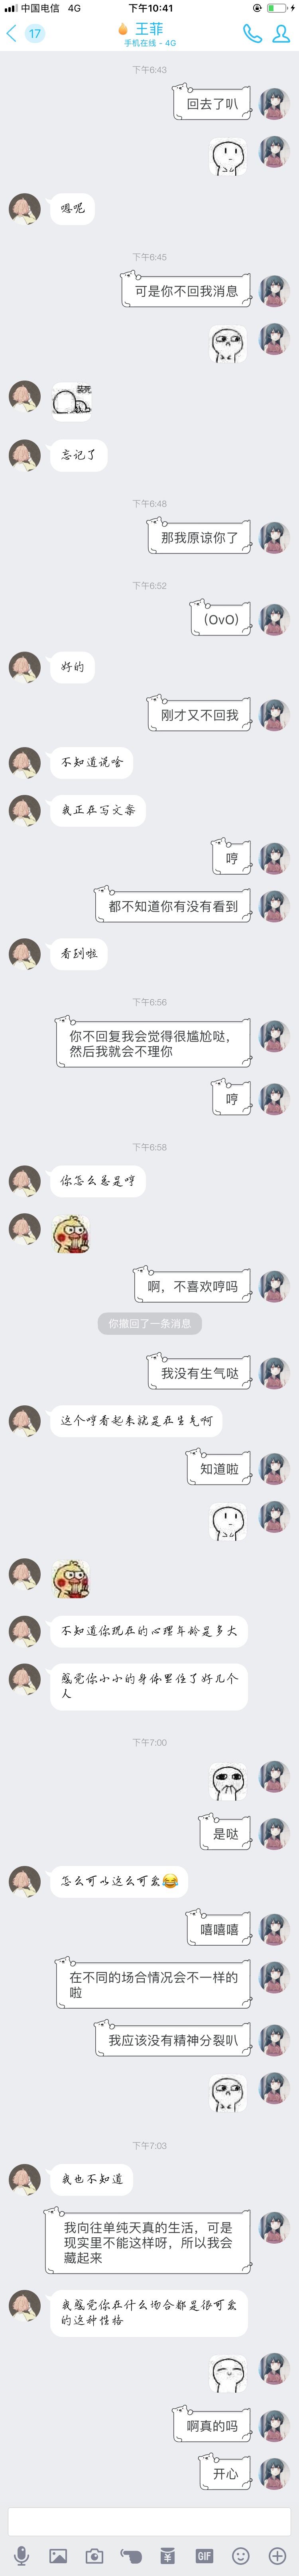 中国电信 4G
下午10:41
17
王菲
手机在线 - 4G
下午6:43
回去了叭
嗯呢
下午6:45
可是你不回我消息
装死
忘记了
下午6:48
那我原谅你了
下午6:52
(OvO)
好的
刚才又不回我
不知道说啥
我正在写文案
哼
都不知道你有没有看到
看到啦
下午6:56
你不回复我会觉得很尴尬哒，
然后我就会不理你
哼
下午6:58
你怎么总是哼
啊，不喜欢哼吗
你撤回了一条消息
我没有生气哒
这个哼看起来就是在生气啊
知道啦
不知道你现在的心理年龄是多大
感觉你小小的身体里住了好几个
人
下午7:00
是哒
怎么可以这么可爱😂
嘻嘻嘻
在不同的场合情况会不一样的
啦
我应该没有精神分裂叭
下午7:03
我也不知道
我向往单纯天真的生活，可是
现实里不能这样呀，所以我会
藏起来
我感觉你在什么场合都是很可爱
的这种性格
啊真的吗
开心
GIF